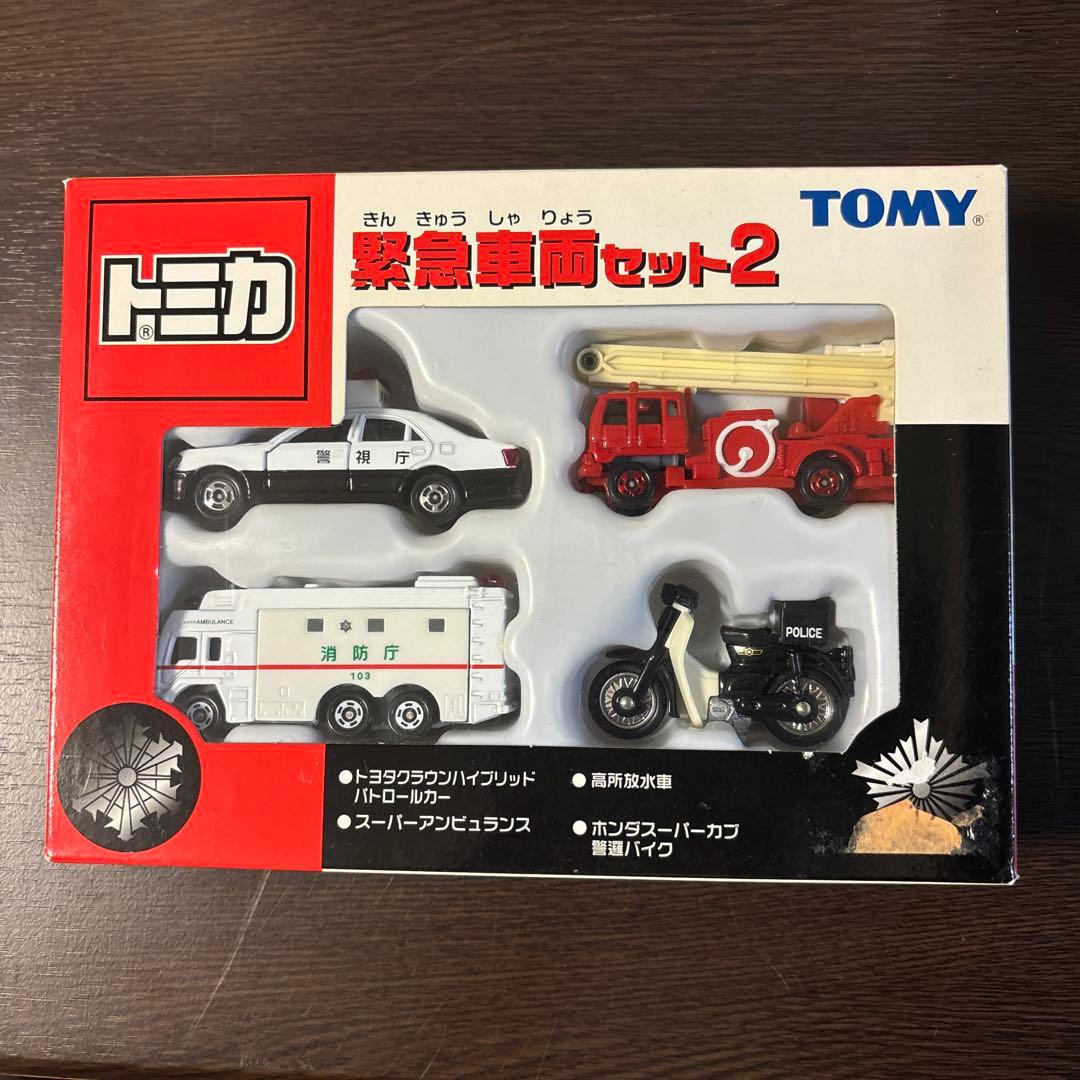 トミカ®
きん きゅう しゃ りょう
緊急車両セット2
TOMY®
警視庁
SUPER AMBULANCE
消防庁
103
POLICE
●トヨタクラウンハイブリッド
パトロールカー
●スーパーアンビュランス
●高所放水車
●ホンダスーパーカブ
警邏バイク